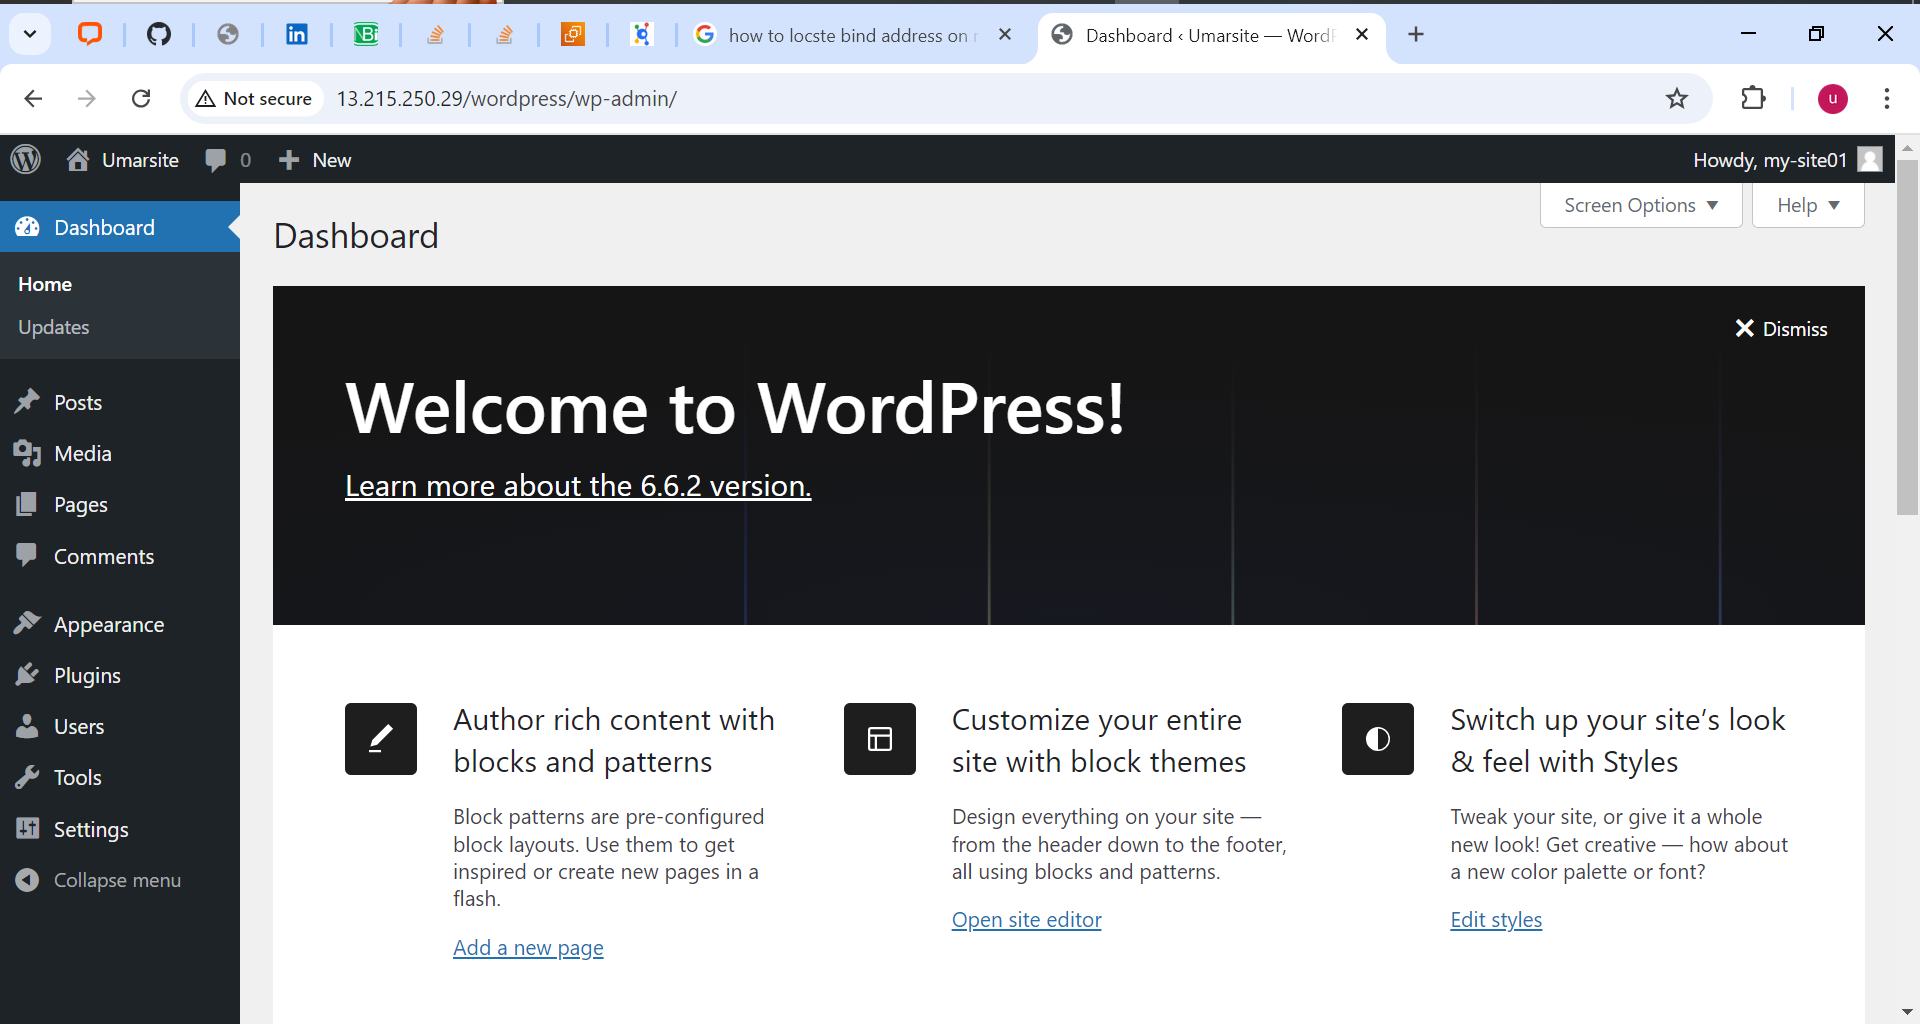 how to locste bind address on
Dashboard ‹ Umarsite — WordP
Not secure
13.215.250.29/wordpress/wp-admin/
u
Umarsite
0
New
Howdy, my-site01
Screen Options
Help
Dashboard
Home
Updates
Posts
Media
Pages
Comments
Appearance
Plugins
Users
Tools
Settings
Collapse menu
Dashboard
Dismiss
Welcome to WordPress!
Learn more about the 6.6.2 version.
Author rich content with
blocks and patterns
Block patterns are pre-configured
block layouts. Use them to get
inspired or create new pages in a
flash.
Add a new page
Customize your entire
site with block themes
Design everything on your site —
from the header down to the footer,
all using blocks and patterns.
Open site editor
Switch up your site’s look
& feel with Styles
Tweak your site, or give it a whole
new look! Get creative — how about
a new color palette or font?
Edit styles